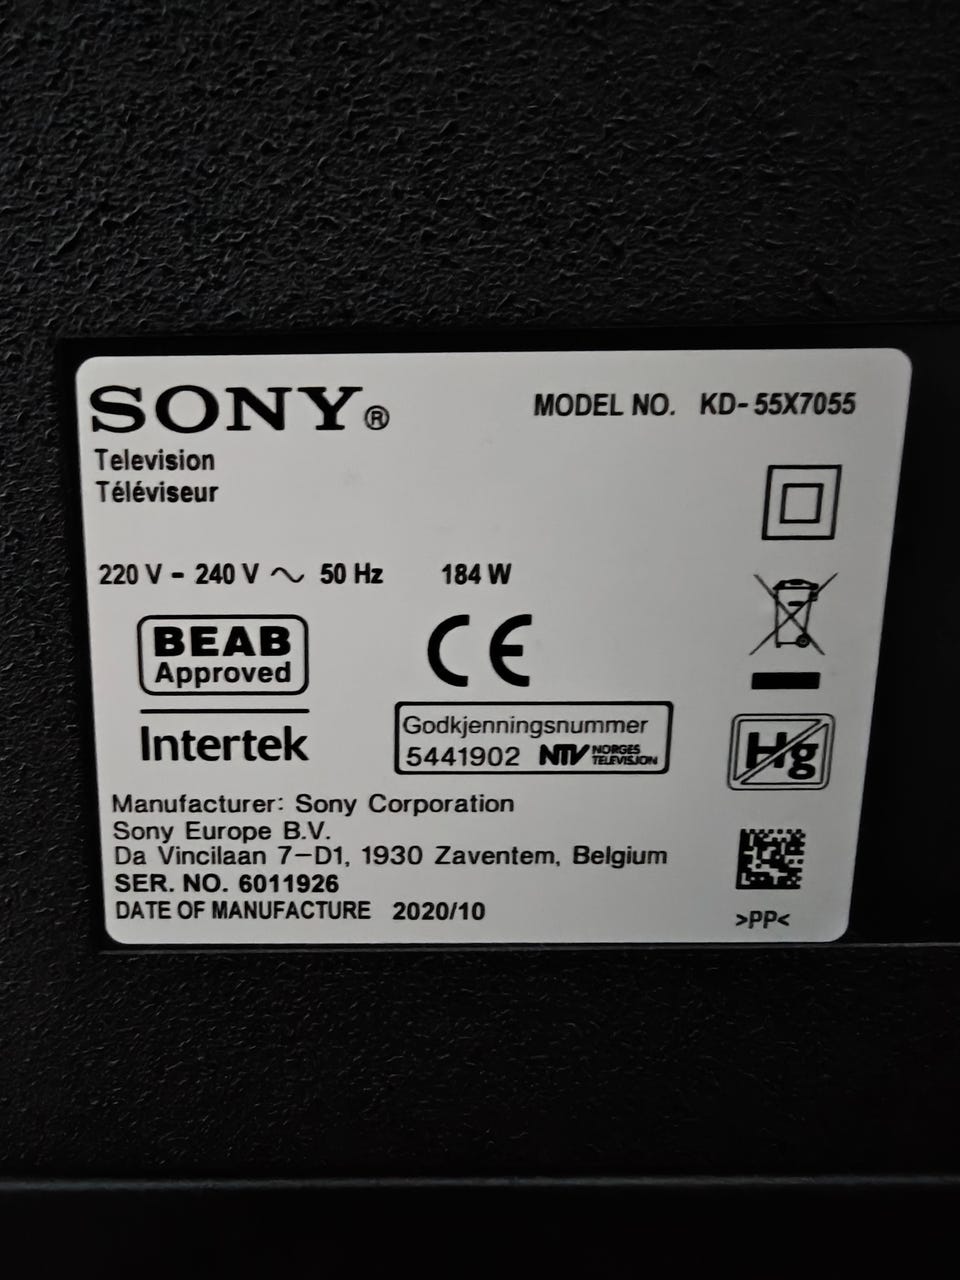 SONY®
MODEL NO. KD-55X7055
Television
Téléviseur
220 V - 240 V ~ 50 Hz 184 W
BEAB
Approved
Intertek
CE
Godkjenningsnummer
5441902 NTV NORGES
TELEVISJON
Hg
Manufacturer: Sony Corporation
Sony Europe B.V.
Da Vincilaan 7-D1, 1930 Zaventem, Belgium
SER. NO. 6011926
DATE OF MANUFACTURE 2020/10
>PP<